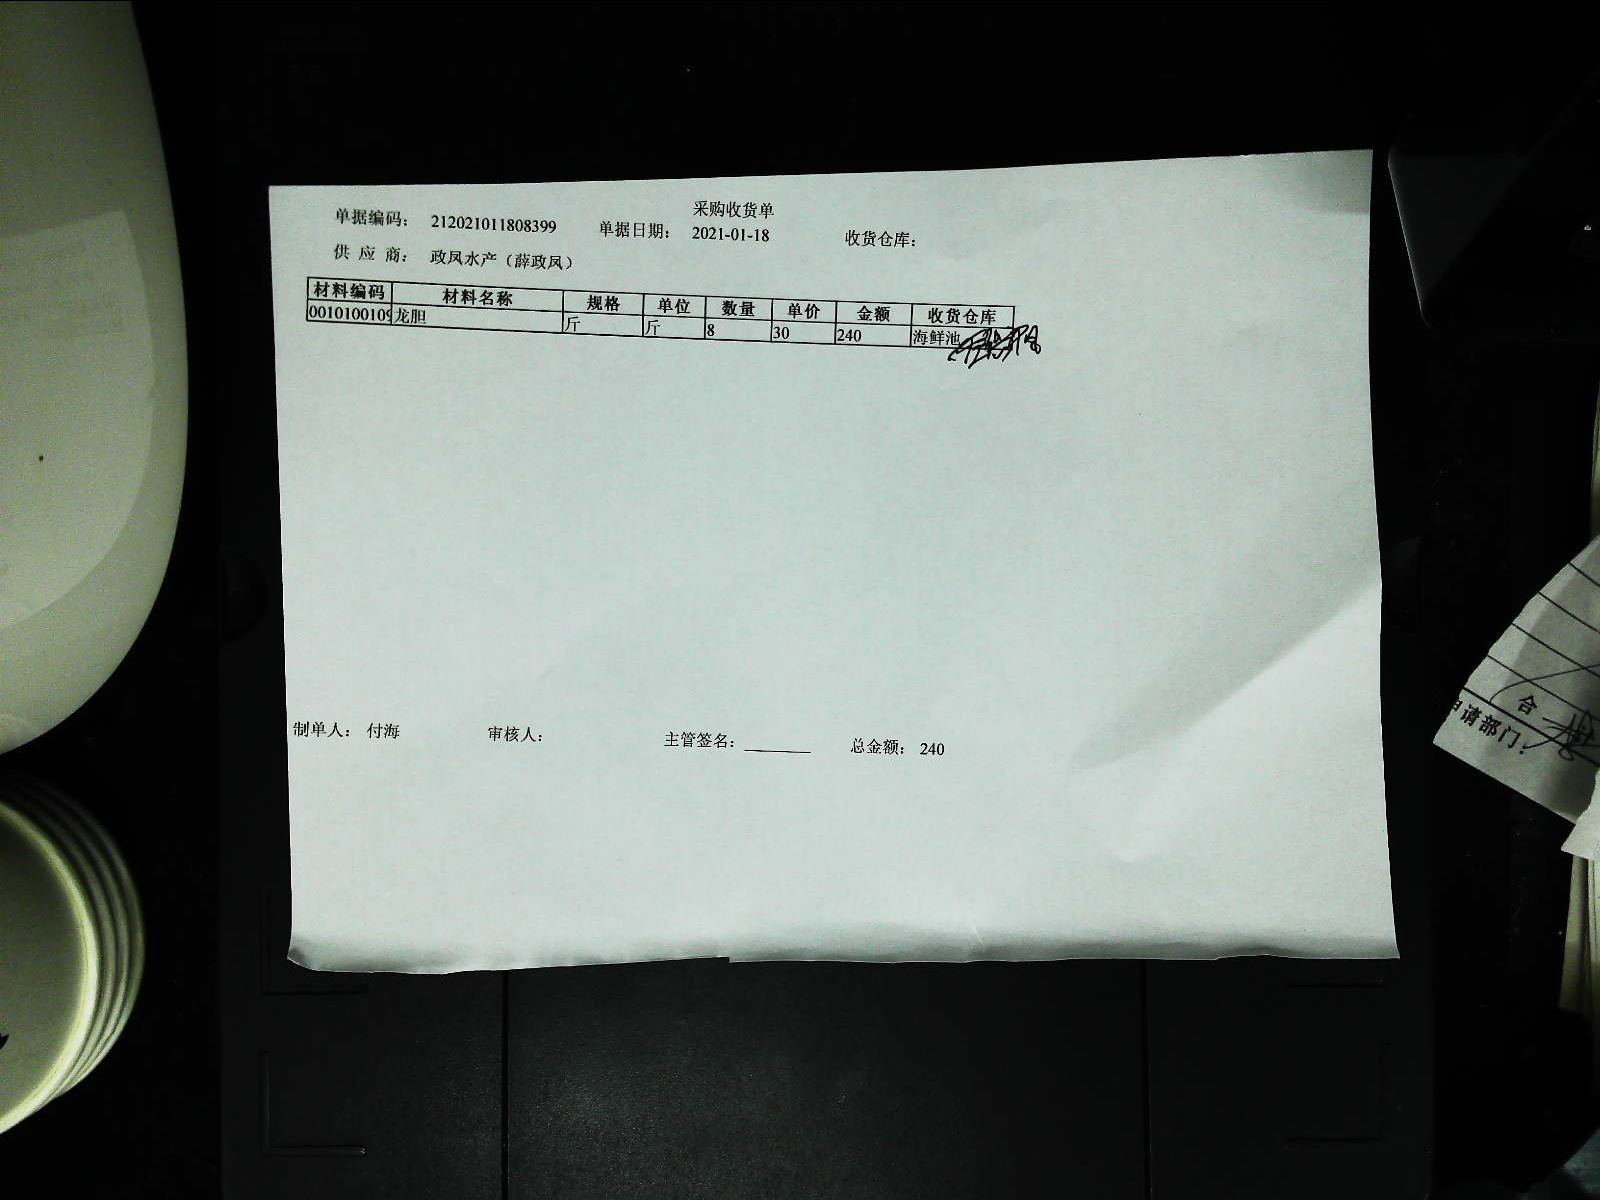 采购收货单
单据编码： 212021011808399 单据日期： 2021-01-18 收货仓库：
供 应 商： 政凤水产（薛政凤）
材料编码 材料名称 规格 单位 数量 单价 金额 收货仓库
0010100109 龙胆 斤 斤 8 30 240 海鲜池
制单人： 付海 审核人： 主管签名：_______ 总金额： 240
合
申请部门：